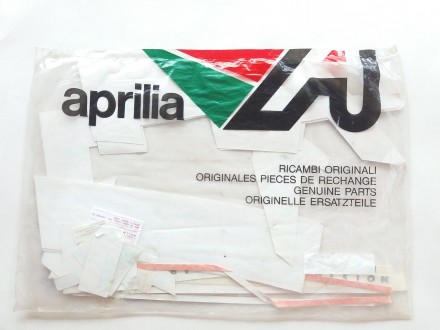 aprilia
RICAMBI ORIGINALI
ORIGINALES PIECES DE RECHANGE
GENUINE PARTS
ORIGINELLE ERSATZTEILE